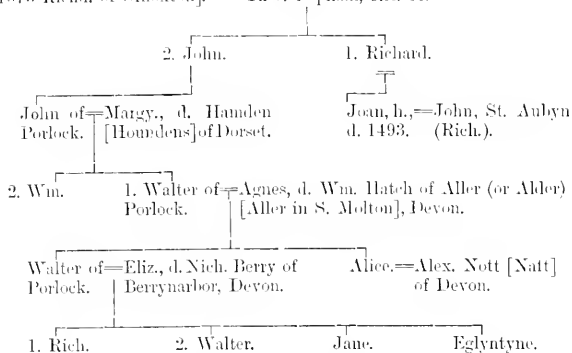 2. John. 1. Richard.
John of Margy., d. Hamden Joan, h., John, St. Aubyn
Porlock. [Houndens] of Dorset. d. 1493. (Rich.).
2. Wm. 1. Walter of Agnes, d. Wm. Hatch of Aller (or Alder)
Porlock. [Aller in S. Molton], Devon.
Walter of Eliz., d. Nich. Berry of Alice. Alex. Nott [Natt]
Porlock. Berrynarbor, Devon. of Devon.
1. Rich. 2. Walter. Jane. Eglyntyne.